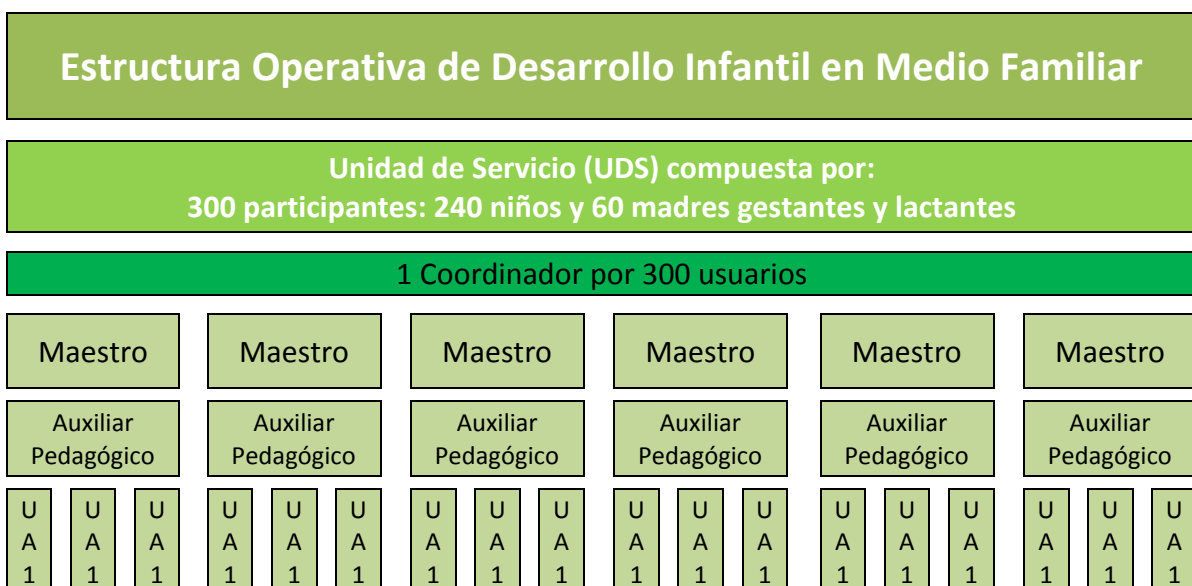 Estructura Operativa de Desarrollo Infantil en Medio Familiar
Unidad de Servicio (UDS) compuesta por:
300 participantes: 240 niños y 60 madres gestantes y lactantes
1 Coordinador por 300 usuarios
Maestro Maestro Maestro Maestro Maestro Maestro
Auxiliar Auxiliar Auxiliar Auxiliar Auxiliar Auxiliar
Pedagógico Pedagógico Pedagógico Pedagógico Pedagógico Pedagógico
U U U U U U U U U U U U U U U U U U
A A A A A A A A A A A A A A A A A A
1 1 1 1 1 1 1 1 1 1 1 1 1 1 1 1 1 1